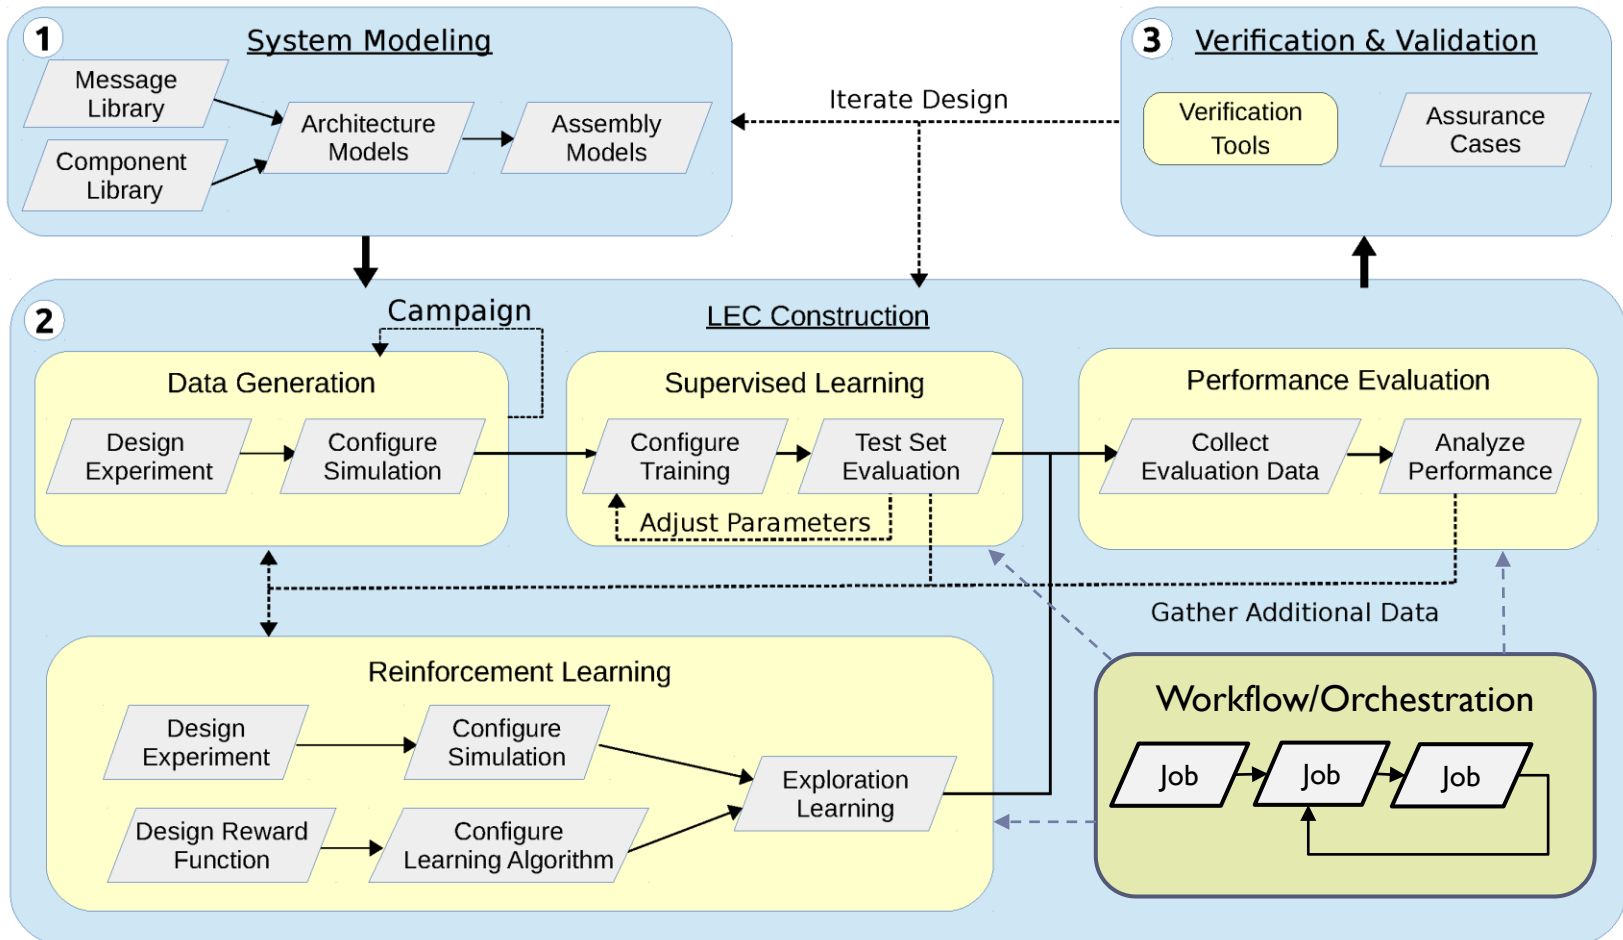 1
System Modeling
Message
Library
Component
Library
Architecture
Models
Assembly
Models
Iterate Design
3
Verification & Validation
Verification
Tools
Assurance
Cases
2
Campaign
LEC Construction
Data Generation
Design
Experiment
Configure
Simulation
Supervised Learning
Configure
Training
Test Set
Evaluation
Adjust Parameters
Performance Evaluation
Collect
Evaluation Data
Analyze
Performance
Gather Additional Data
Reinforcement Learning
Design
Experiment
Configure
Simulation
Design Reward
Function
Configure
Learning Algorithm
Exploration
Learning
Workflow/Orchestration
Job
Job
Job